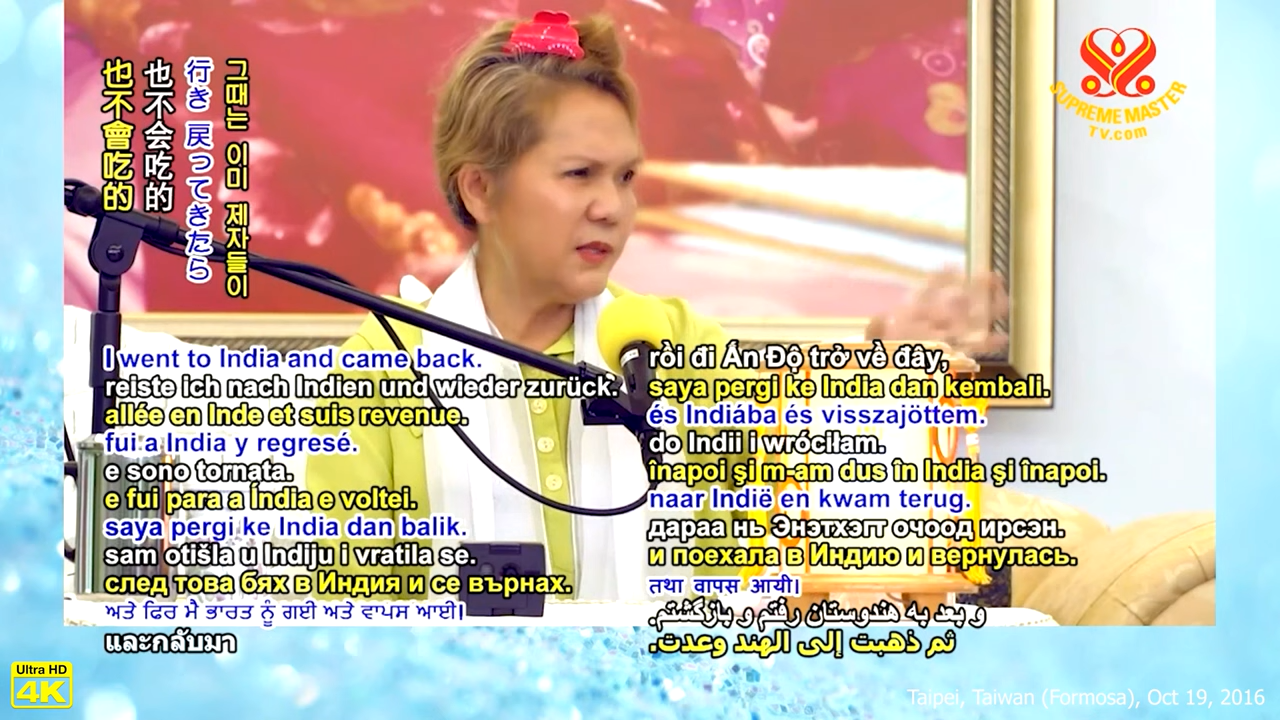 그때는 이미 제자들이
行き 戻ってきたら
也不会吃的
也不會吃的
SUPREME MASTER
TV.com
I went to India and came back.
reiste ich nach Indien und wieder zurück.
allée en Inde et suis revenue.
fui a India y regresé.
e sono tornata.
e fui para a Índia e voltei.
saya pergi ke India dan balik.
sam otišla u Indiju i vratila se.
след това бях в Индия и се върнах.
ਅਤੇ ਫਿਰ ਮੈ ਭਾਰਤ ਨੂੰ ਗਈ ਅਤੇ ਵਾਪਸ ਆਈ।
และกลับมา
rồi đi Ấn Độ trở về đây,
saya pergi ke India dan kembali.
és Indiába és visszajöttem.
do Indii i wróciłam.
înapoi şi m-am dus în India şi înapoi.
naar Indië en kwam terug.
дараа нь Энэтхэгт очоод ирсэн.
и поехала в Индию и вернулась.
तथा वापस आयी।
و بعد به هندوستان رفتم و بازگشتم.
ثم ذهبت إلى الهند وعدت.
Ultra HD
4K
Taipei, Taiwan (Formosa), Oct 19, 2016